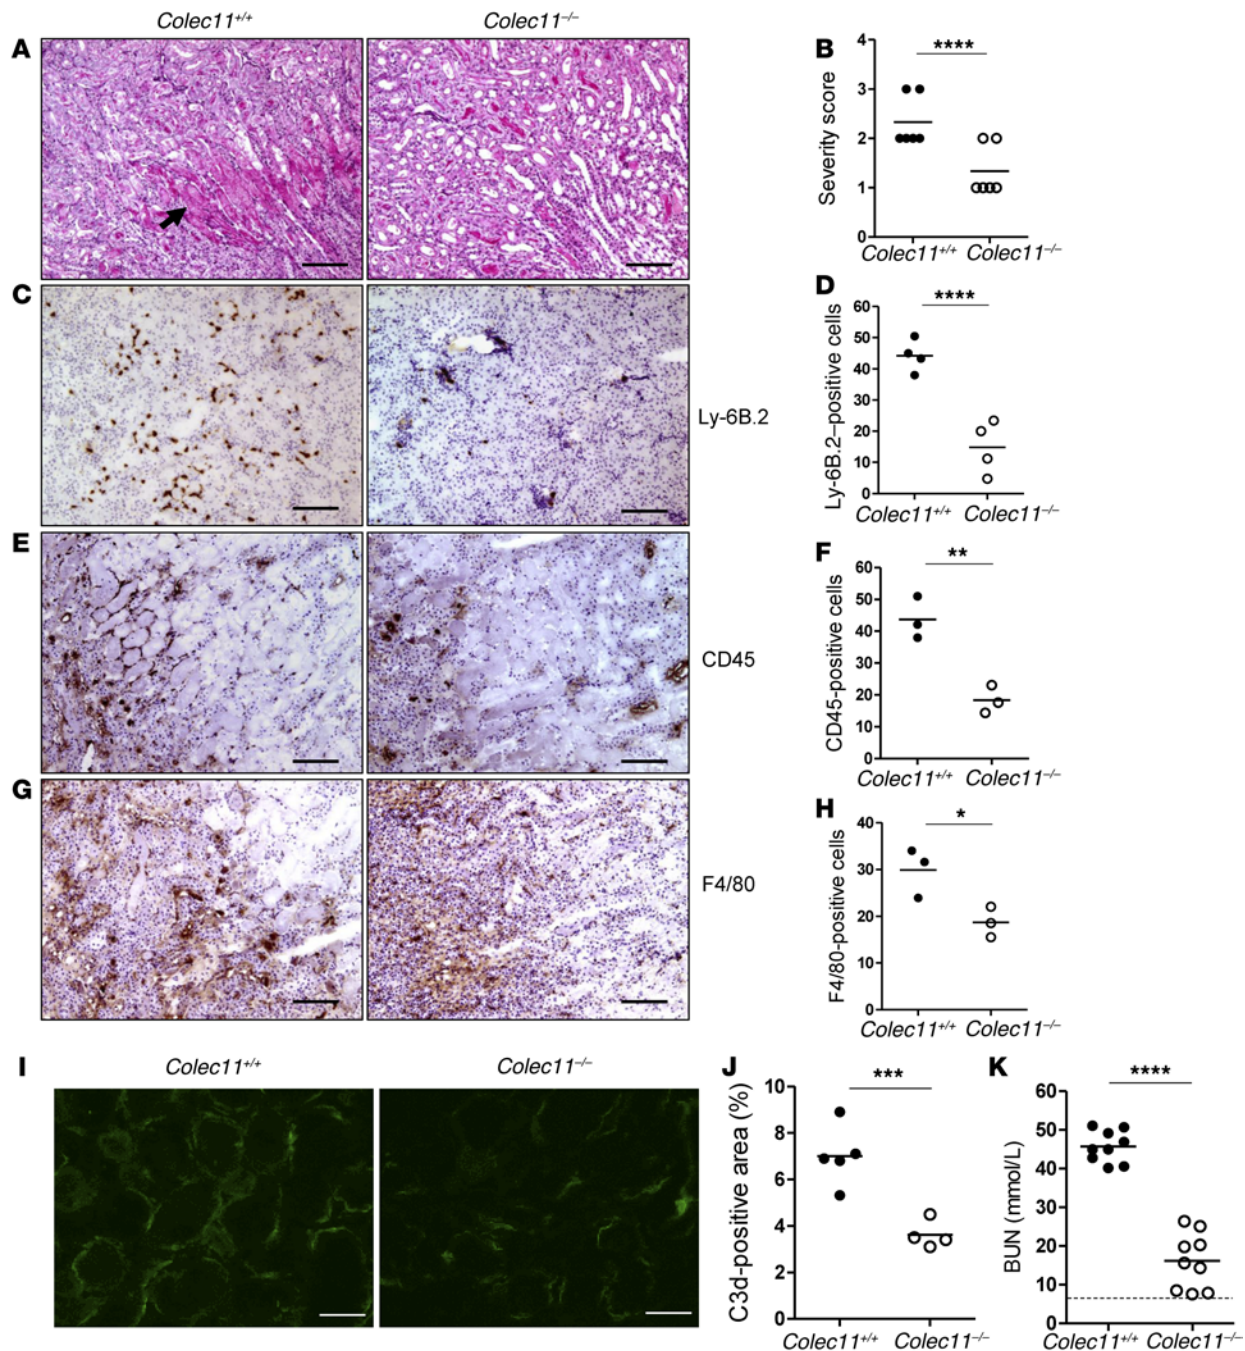 Colec11+/+
Colec11−/−
A
B
Severity score
4
3
2
1
0
****
Colec11+/+
Colec11−/−
C
Ly-6B.2
D
Ly-6B.2–positive cells
60
50
40
30
20
10
0
****
Colec11+/+
Colec11−/−
E
CD45
F
CD45-positive cells
60
50
40
30
20
10
0
**
Colec11+/+
Colec11−/−
G
F4/80
H
F4/80-positive cells
40
30
20
10
0
*
Colec11+/+
Colec11−/−
I
Colec11+/+
Colec11−/−
J
C3d-positive area (%)
10
8
6
4
2
0
***
Colec11+/+
Colec11−/−
K
BUN (mmol/L)
60
50
40
30
20
10
0
****
Colec11+/+
Colec11−/−